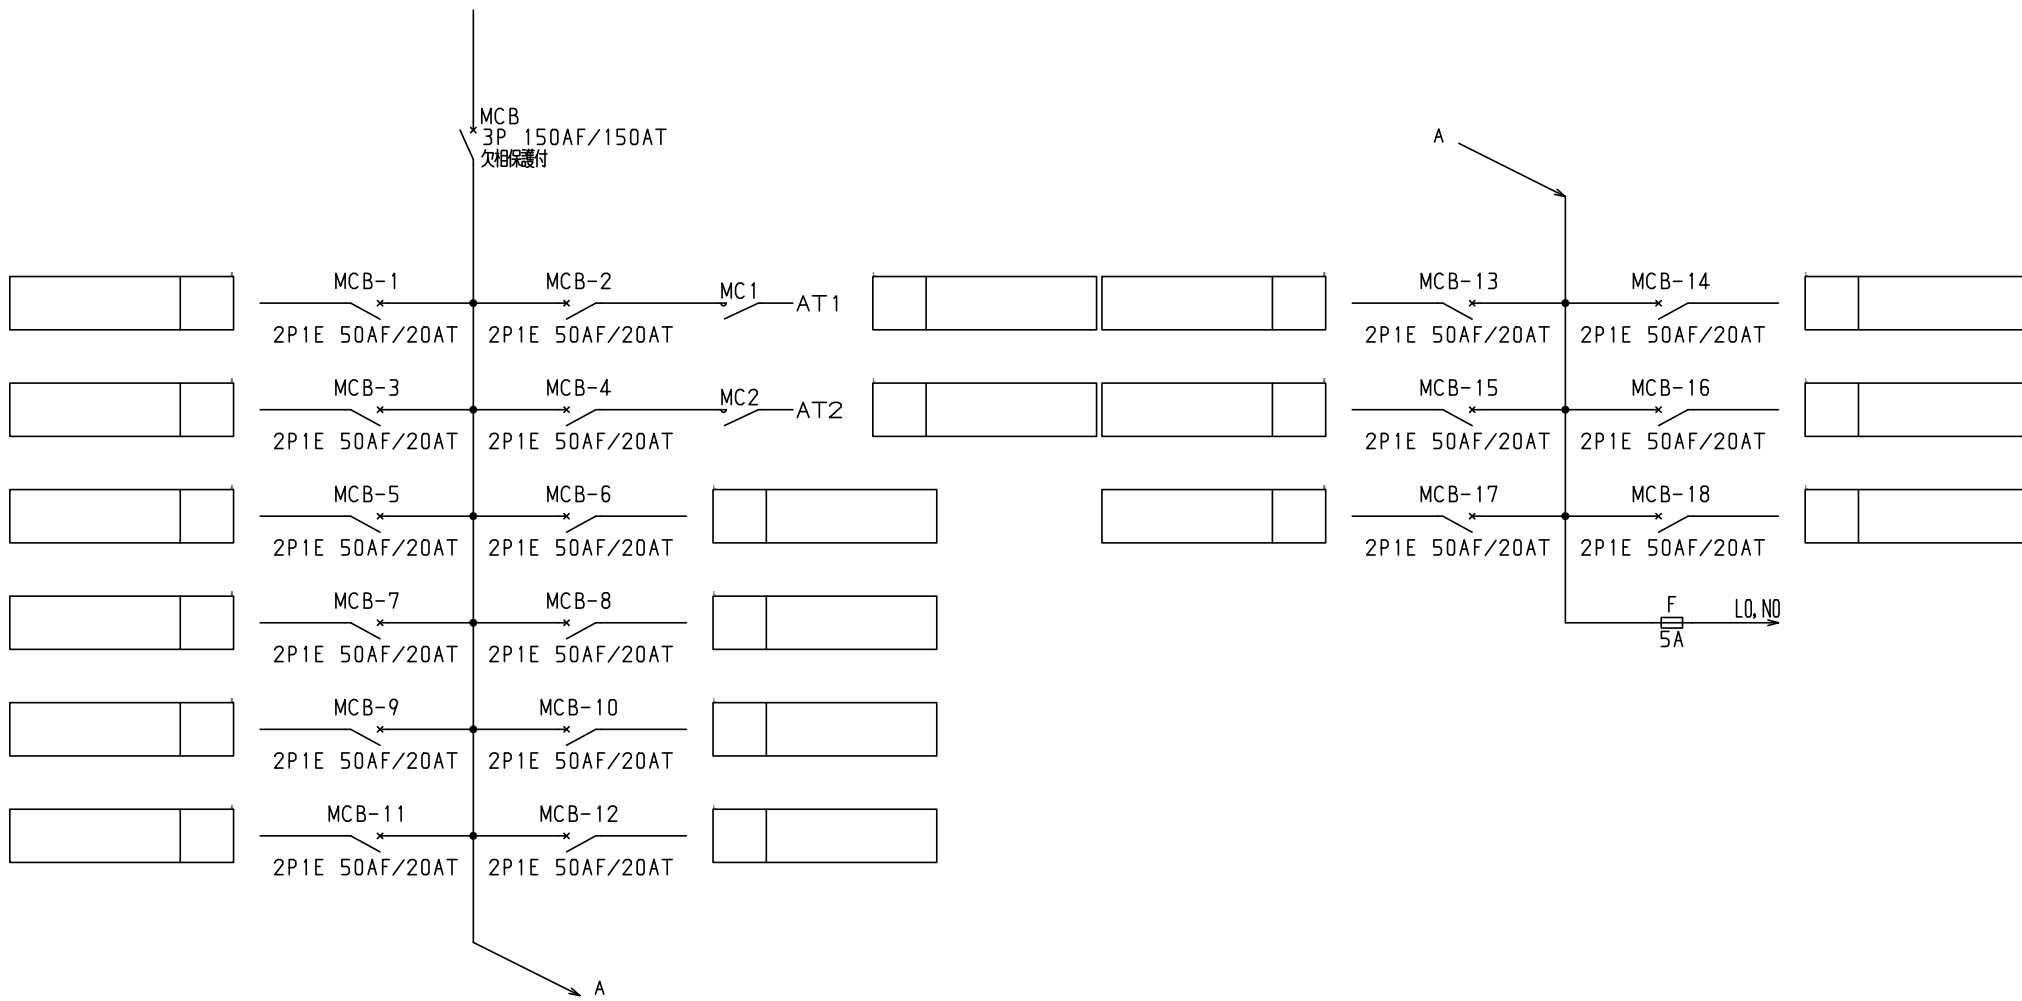 MCB
3P 150AF/150AT
欠相保護付
MCB-1
2P1E 50AF/20AT
MCB-2
2P1E 50AF/20AT
MC1
AT1
MCB-3
2P1E 50AF/20AT
MCB-4
2P1E 50AF/20AT
MC2
AT2
MCB-5
2P1E 50AF/20AT
MCB-6
2P1E 50AF/20AT
MCB-7
2P1E 50AF/20AT
MCB-8
2P1E 50AF/20AT
MCB-9
2P1E 50AF/20AT
MCB-10
2P1E 50AF/20AT
MCB-11
2P1E 50AF/20AT
MCB-12
2P1E 50AF/20AT
A
A
MCB-13
2P1E 50AF/20AT
MCB-14
2P1E 50AF/20AT
MCB-15
2P1E 50AF/20AT
MCB-16
2P1E 50AF/20AT
MCB-17
2P1E 50AF/20AT
MCB-18
2P1E 50AF/20AT
F
5A
L0,N0